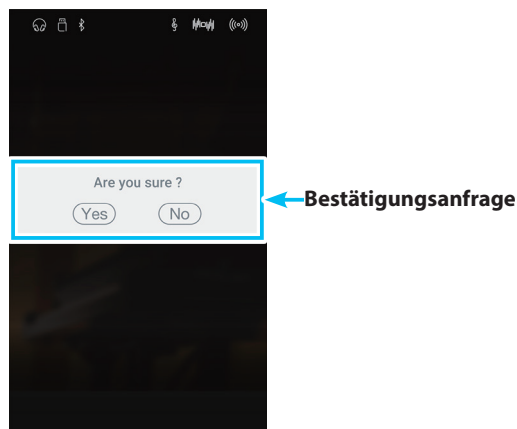 Are you sure ?
Yes No
Bestätigungsanfrage